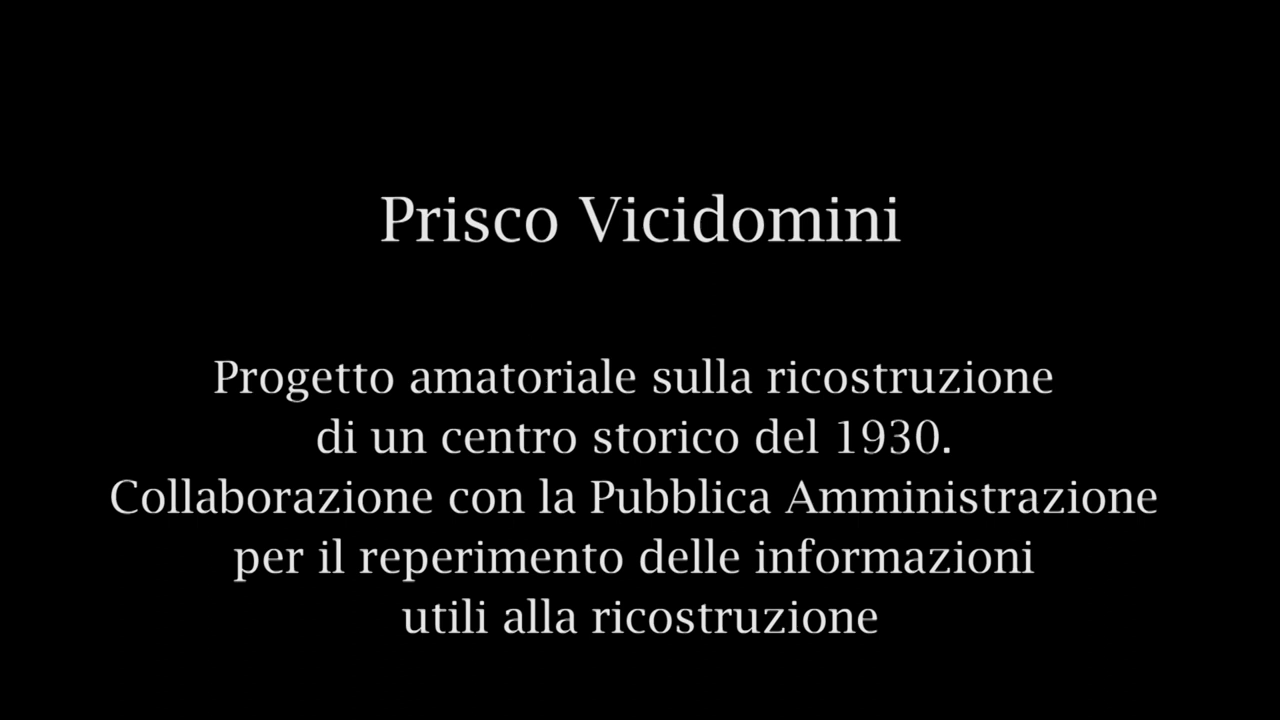 Prisco Vicidomini
Progetto amatoriale sulla ricostruzione
di un centro storico del 1930.
Collaborazione con la Pubblica Amministrazione
per il reperimento delle informazioni
utili alla ricostruzione